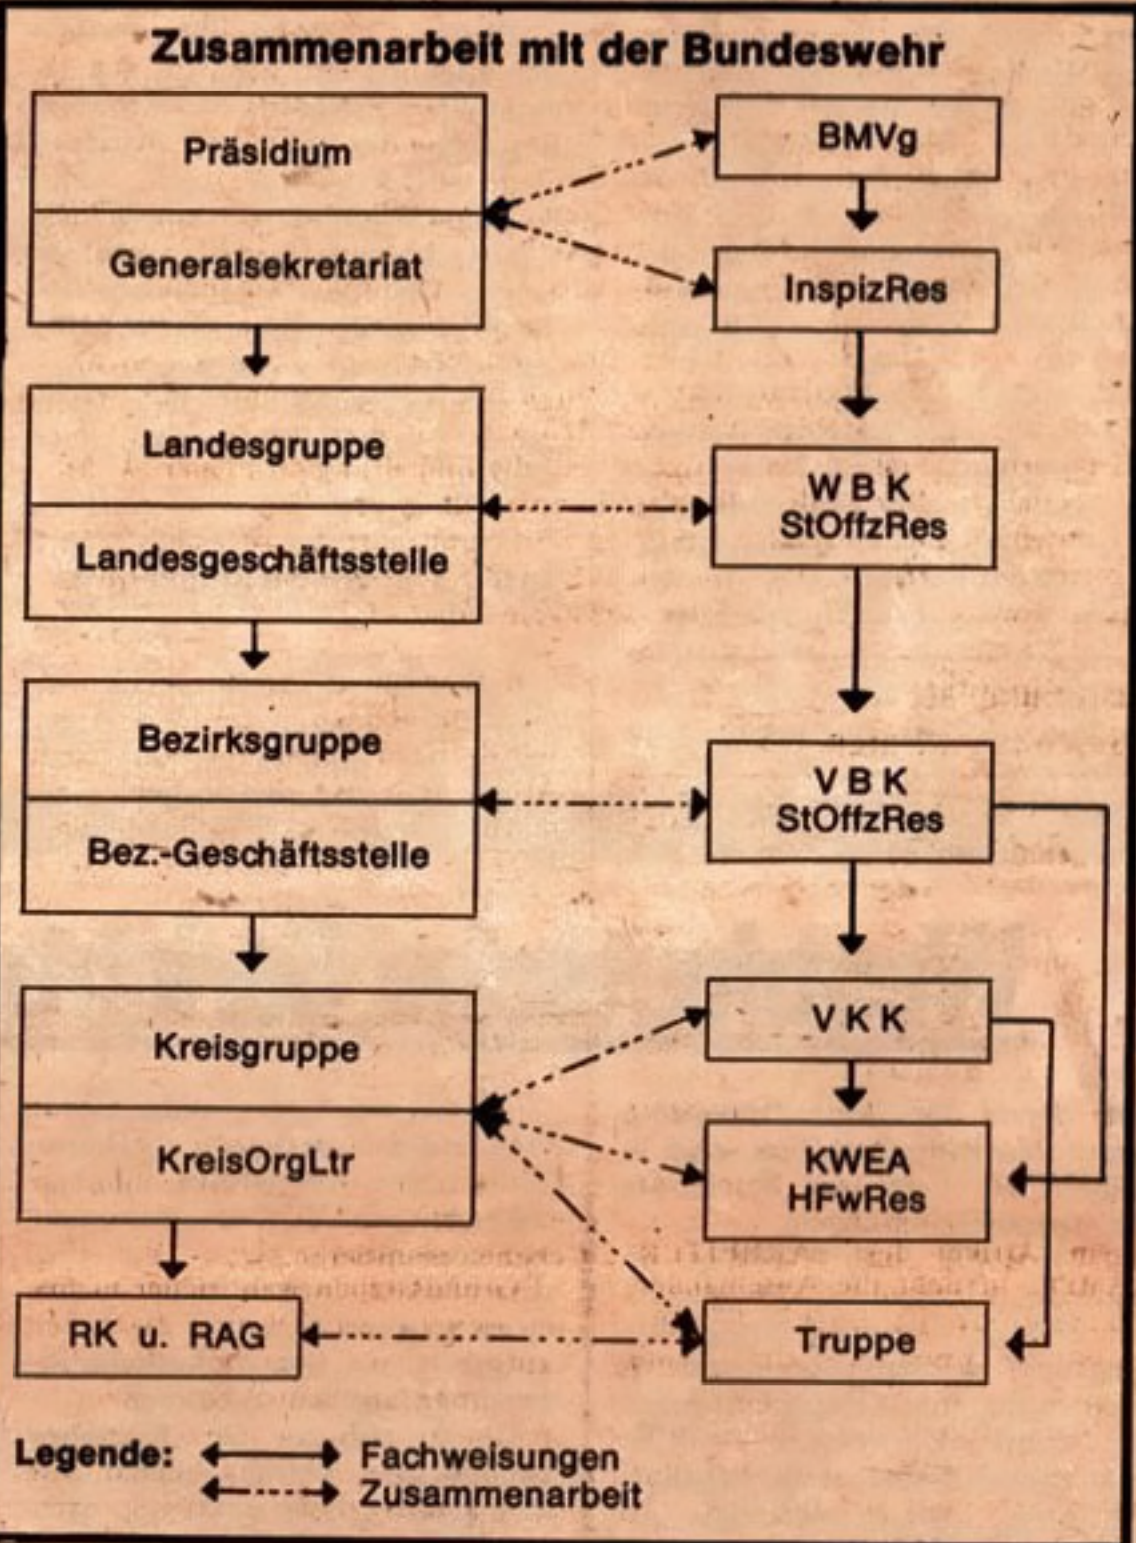 Zusammenarbeit mit der Bundeswehr
Präsidium
Generalsekretariat
BMVg
InspizRes
Landesgruppe
Landesgeschäftsstelle
W B K
StOffzRes
Bezirksgruppe
Bez.-Geschäftsstelle
V B K
StOffzRes
Kreisgruppe
KreisOrgLtr
V K K
KWEA
HFwRes
RK u. RAG
Truppe
Legende:
Fachweisungen
Zusammenarbeit